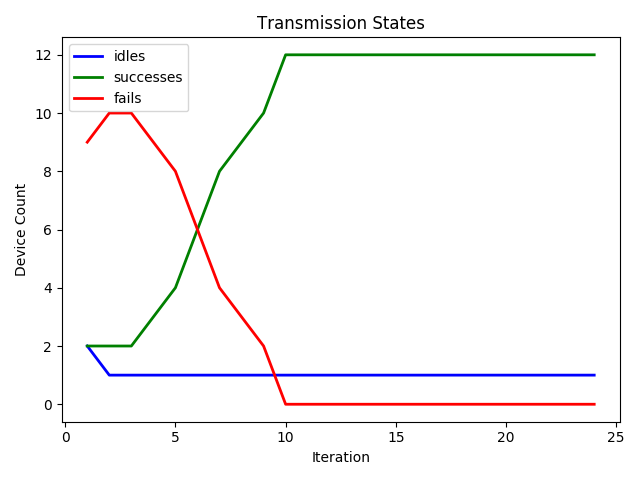 Transmission States
idles
successes
fails
Device Count
12
10
8
6
4
2
0
0 5 10 15 20 25
Iteration